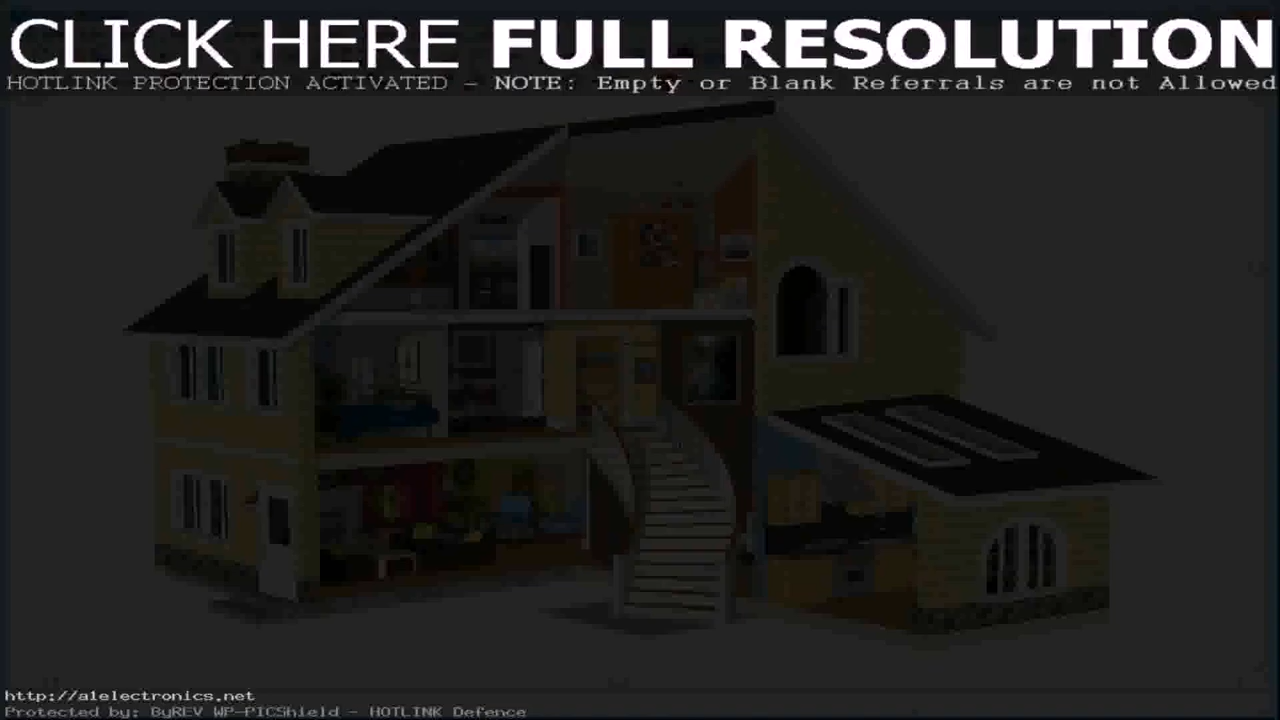 CLICK HERE FULL RESOLUTION
HOTLINK PROTECTION ACTIVATED – NOTE: Empty or Blank Referrals are not Allowed
http://a1electronics.net
Protected by: ByREV WP-PICShield – HOTLINK Defence